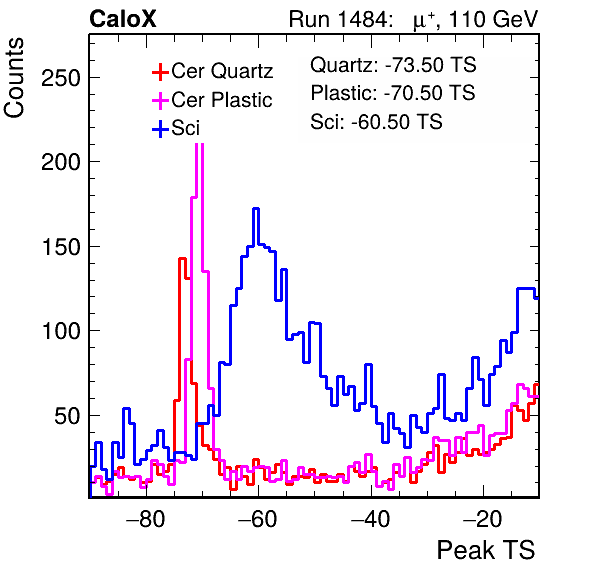 CaloX Run 1484: μ⁺, 110 GeV
Counts
250
200
150
100
50
Cer Quartz
Cer Plastic
Sci
Quartz: -73.50 TS
Plastic: -70.50 TS
Sci: -60.50 TS
−80 −60 −40 −20
Peak TS